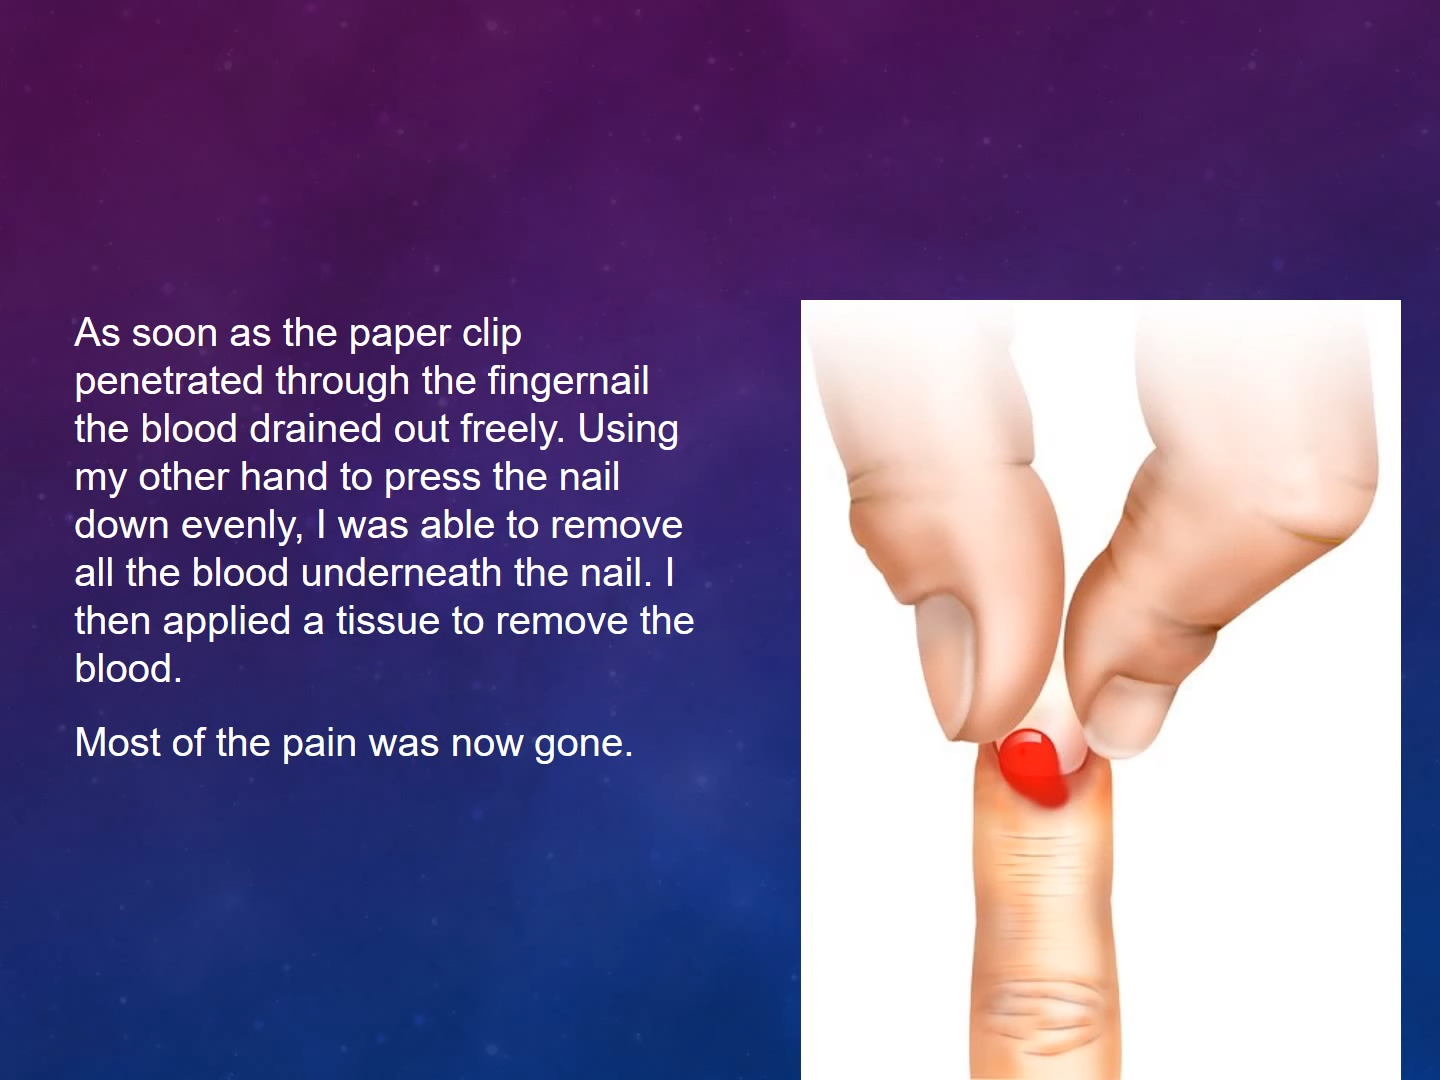 As soon as the paper clip
penetrated through the fingernail
the blood drained out freely. Using
my other hand to press the nail
down evenly, I was able to remove
all the blood underneath the nail. I
then applied a tissue to remove the
blood.
Most of the pain was now gone.